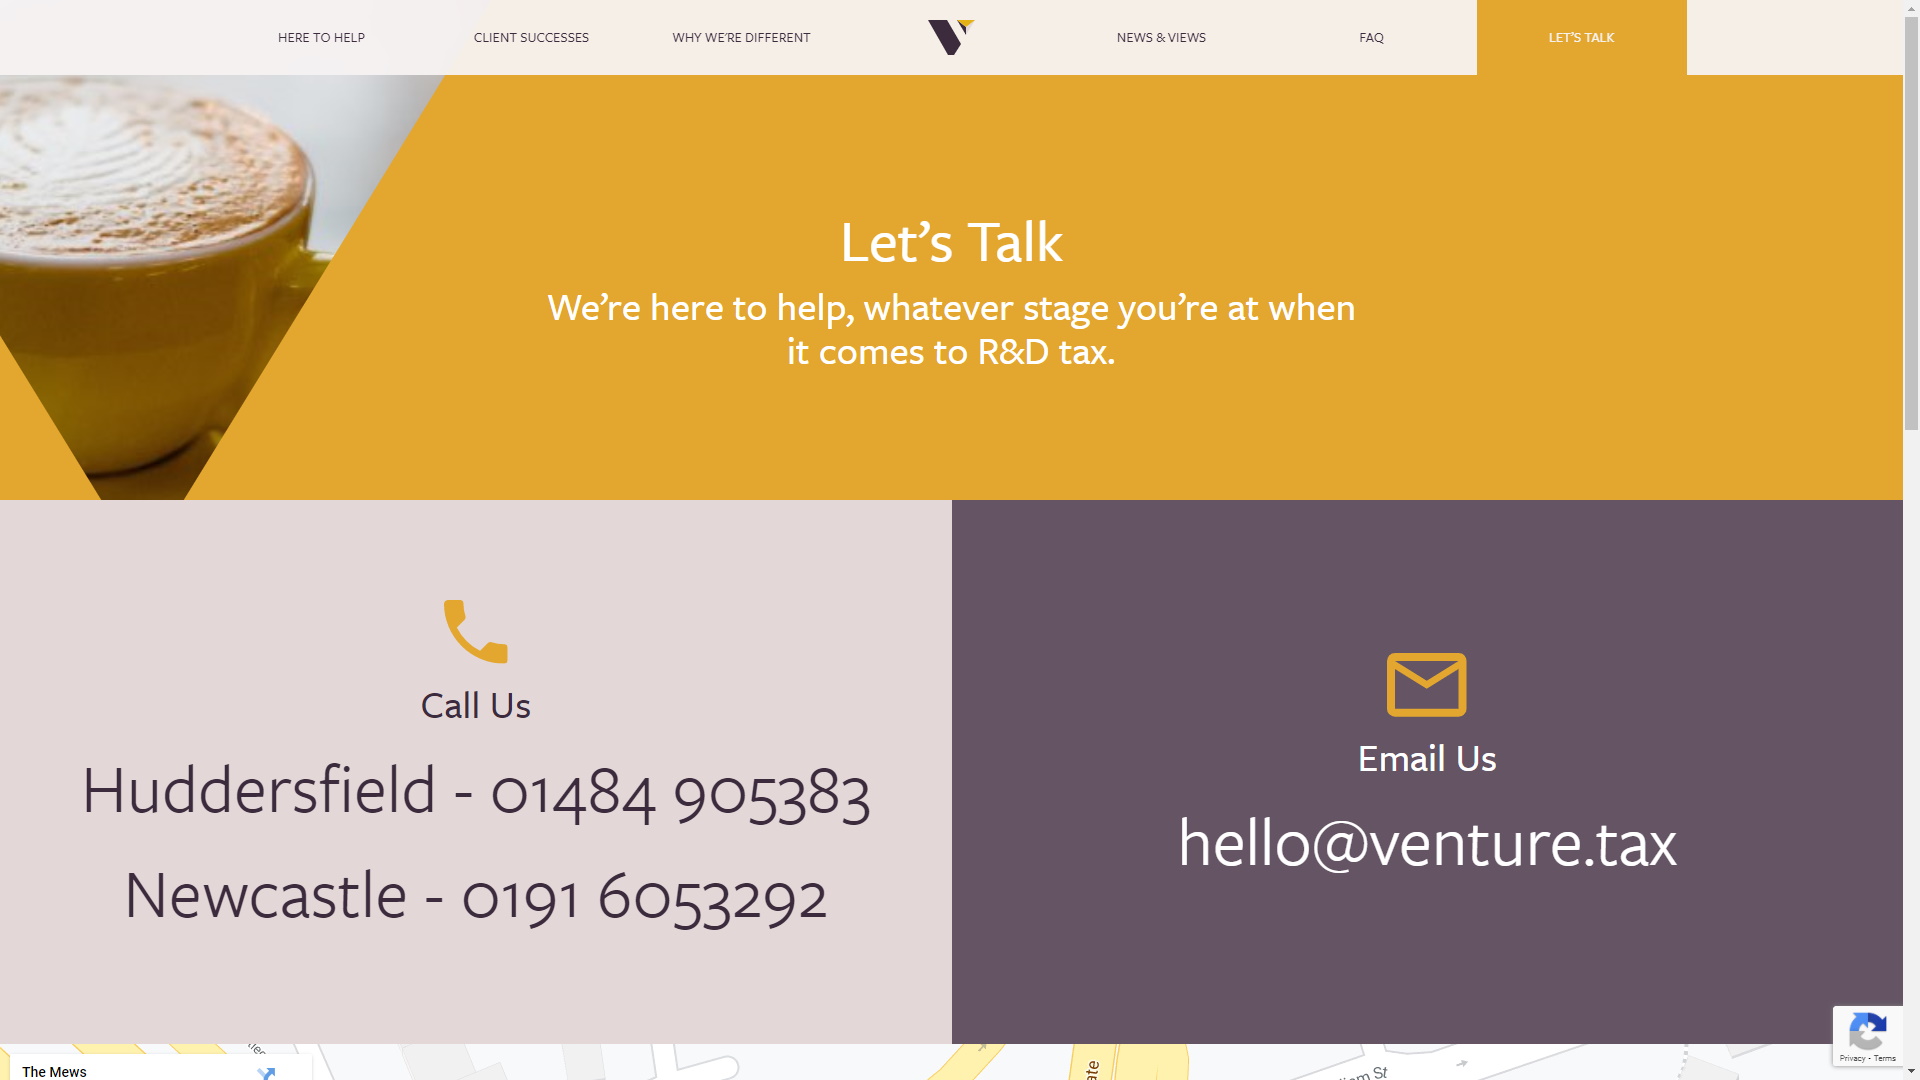 HERE TO HELP
CLIENT SUCCESSES
WHY WE'RE DIFFERENT
NEWS & VIEWS
FAQ
LET'S TALK
Let's Talk
We're here to help, whatever stage you're at when
it comes to R&D tax.
Call Us
Huddersfield - 01484 905383
Newcastle - 0191 6053292
Email Us
hello@venture.tax
Privacy - Terms
The Mews